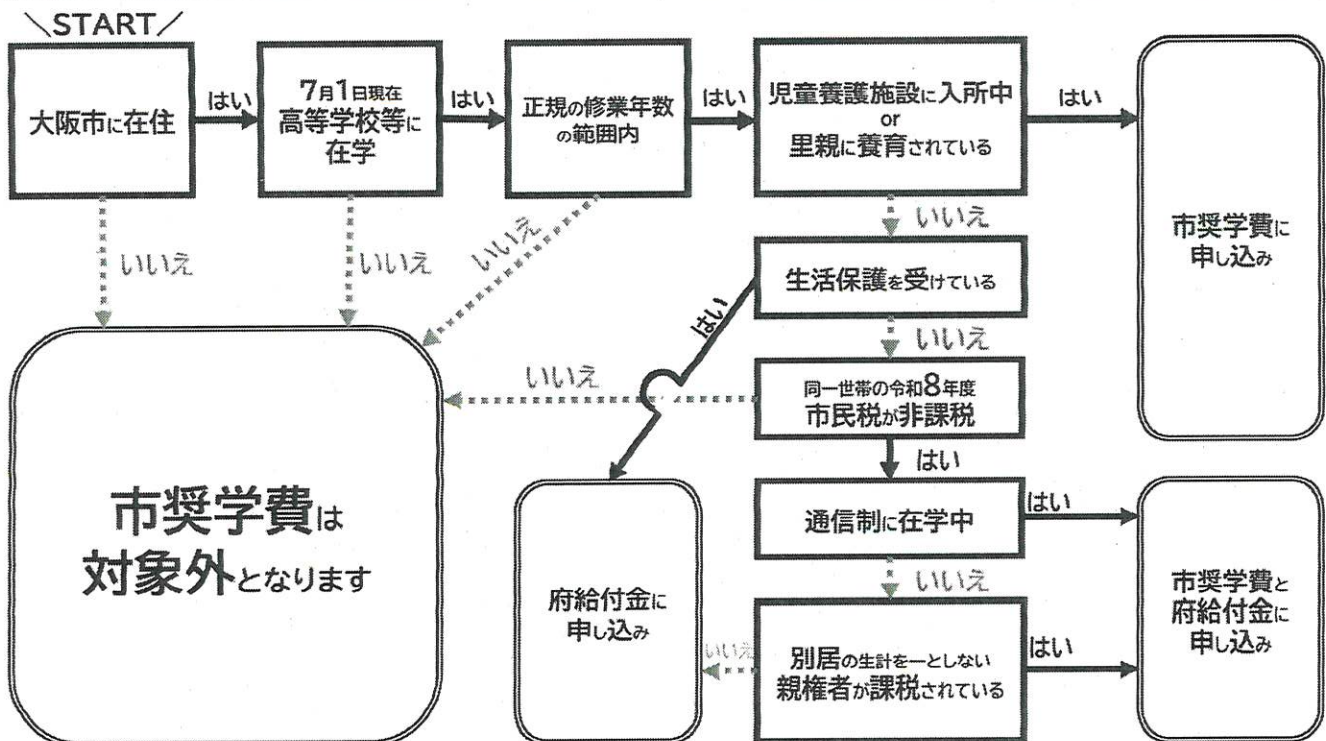 ＼START／
大阪市に在住
はい
7月1日現在
高等学校等に
在学
はい
正規の修業年数
の範囲内
はい
児童養護施設に入所中
or
里親に養育されている
はい
市奨学費に
申し込み
いいえ
いいえ
いいえ
いいえ
生活保護を受けている
はい
いいえ
同一世帯の令和8年度
市民税が非課税
いいえ
はい
通信制に在学中
はい
いいえ
別居の生計を一としない
親権者が課税されている
はい
いいえ
市奨学費は
対象外となります
府給付金に
申し込み
市奨学費と
府給付金に
申し込み